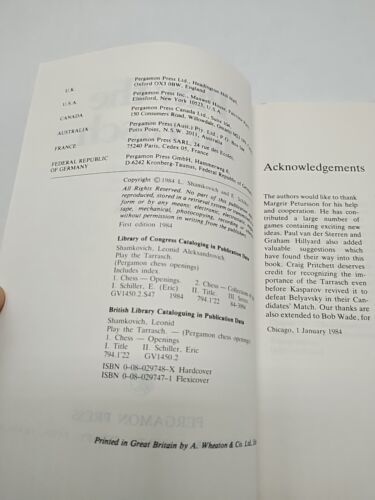 U.K.
Pergamon Press Ltd., Headington Hill Hall,
Oxford OX3 0BW, England
U.S.A.
Pergamon Press Inc., Maxwell House, Fairview Park,
Elmsford, New York 10523, U.S.A.
CANADA
Pergamon Press Canada Ltd., Suite 104,
150 Consumers Road, Willowdale, Ontario M2J
AUSTRALIA
Pergamon Press (Aust.) Pty. Ltd., P.O. Box 544,
Potts Point, N.S.W. 2011, Australia
FRANCE
Pergamon Press SARL, 24 rue des Ecoles,
75240 Paris, Cedex 05, France
FEDERAL REPUBLIC
OF GERMANY
Pergamon Press GmbH, Hammerweg
D-6242 Kronberg-Taunus, Federal
Copyright © 1984 L. Shamkovich and E. Schiller
All Rights Reserved. No part of this publication
reproduced, stored in a retrieval system or
form or by any means: electronic, electrostatic,
tape, mechanical, photocopying, recording
without permission in writing from the publishers.
First edition 1984
Library of Congress Cataloging in Publication Data
Shamkovich, Leonid Aleksandrovich
Play the Tarrasch.
(Pergamon chess openings)
Includes index
1. Chess — Openings. 2. Chess — Collection of
I. Schiller, E. (Eric) II. Title III. Series
GV1450.2.S47 1984 794.1'22
British Library Cataloguing in Publication Data
Shamkovich, Leonid
Play the Tarrasch. — (Pergamon chess openings)
1. Chess — Openings
I. Title II. Schiller, Eric
794.1'22 GV1450.2
ISBN 0-08-029748-X Hardcover
ISBN 0-08-029747-1 Flexicover
Printed in Great Britain by A. Wheaton & Co. Ltd.
Acknowledgements
The authors would like to thank
Margeir Petursson for his help
and cooperation. He has con-
tributed a large number of
games containing exciting new
ideas. Paul van der Sterren and
Graham Hillyard also added
valuable suggestions which
have found their way into this
book. Craig Pritchett deserves
credit for recognizing the im-
portance of the Tarrasch even
before Kasparov revived it to
defeat Belyavsky in their Can-
didates' Match. Our thanks are
also extended to Bob Wade, for
Chicago, 1 January 1984